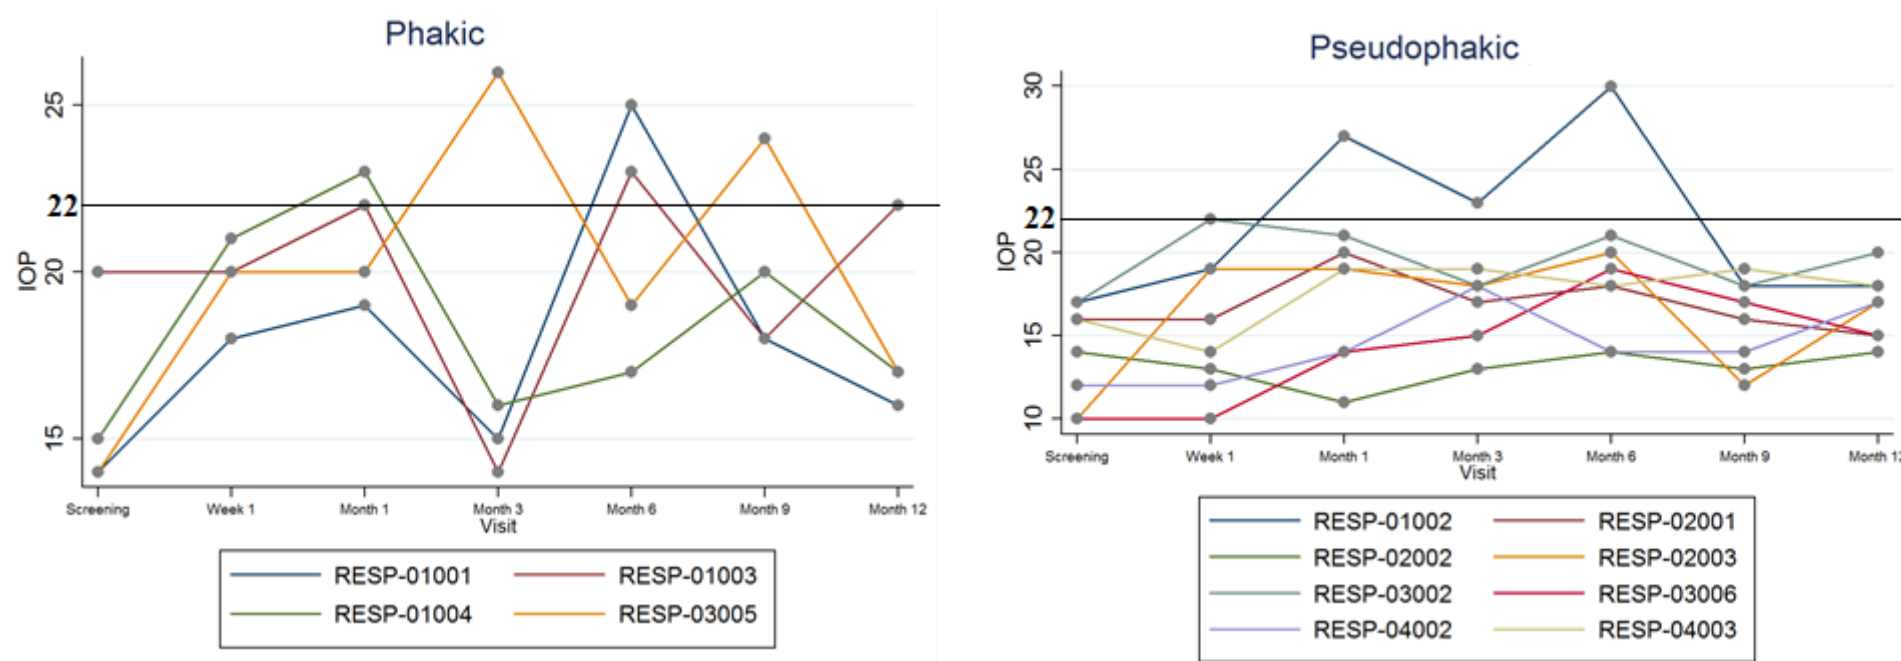 Phakic
25
22
20
15
IOP
Screening Week 1 Month 1 Month 3 Month 6 Month 9 Month 12
Visit
RESP-01001 RESP-01003
RESP-01004 RESP-03005
Pseudophakic
30
25
22
20
15
10
IOP
Screening Week 1 Month 1 Month 3 Month 6 Month 9 Month 12
Visit
RESP-01002 RESP-02001
RESP-02002 RESP-02003
RESP-03002 RESP-03006
RESP-04002 RESP-04003